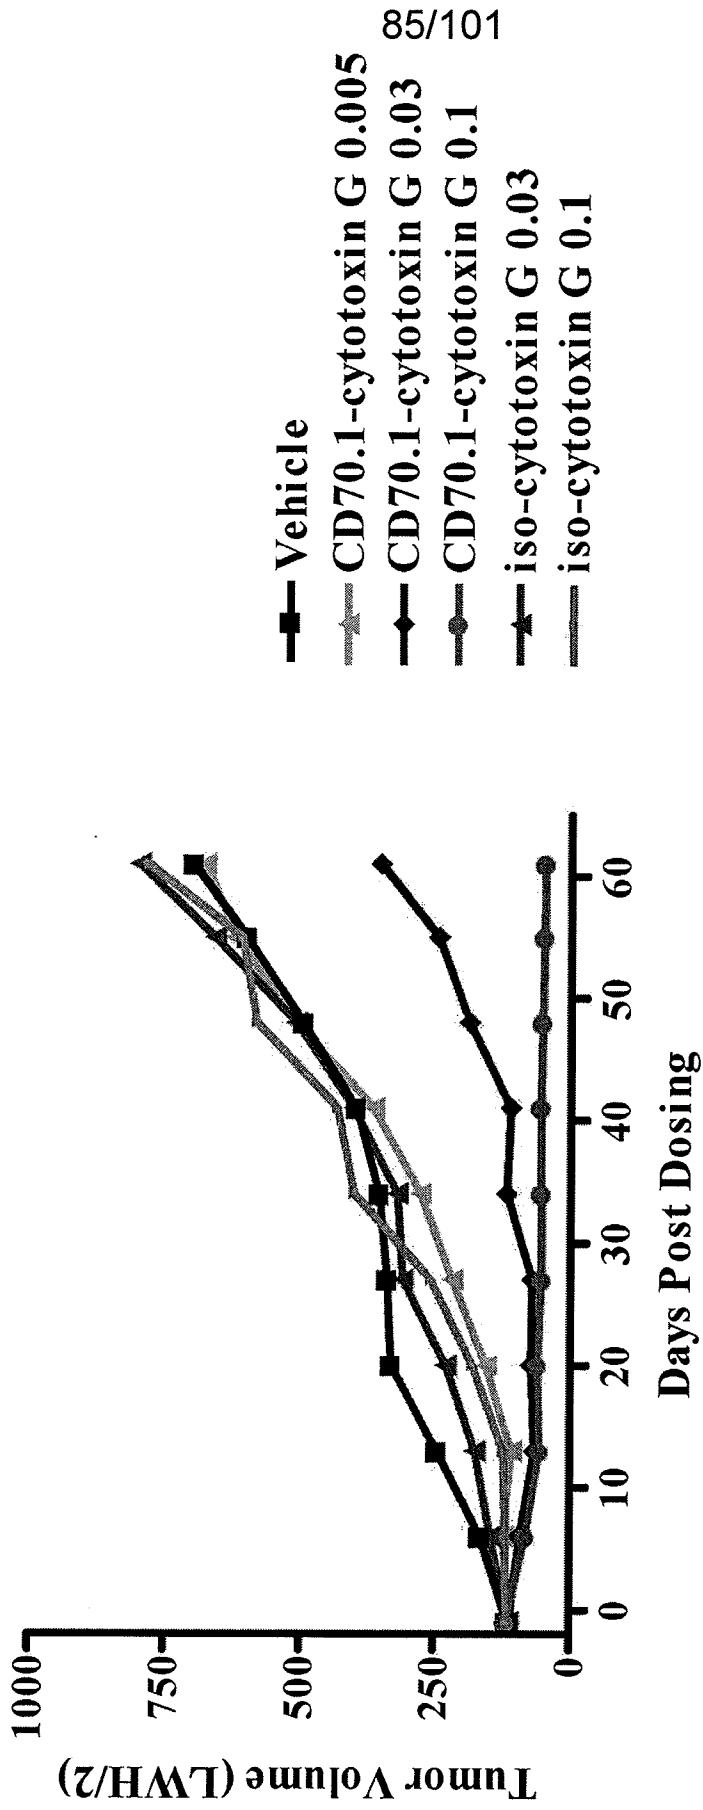 85/101
Vehicle
CD70.1-cytotoxin G 0.005
CD70.1-cytotoxin G 0.03
CD70.1-cytotoxin G 0.1
iso-cytotoxin G 0.03
iso-cytotoxin G 0.1
Tumor Volume (LWH/2)
1000
750
500
250
0
0 10 20 30 40 50 60
Days Post Dosing